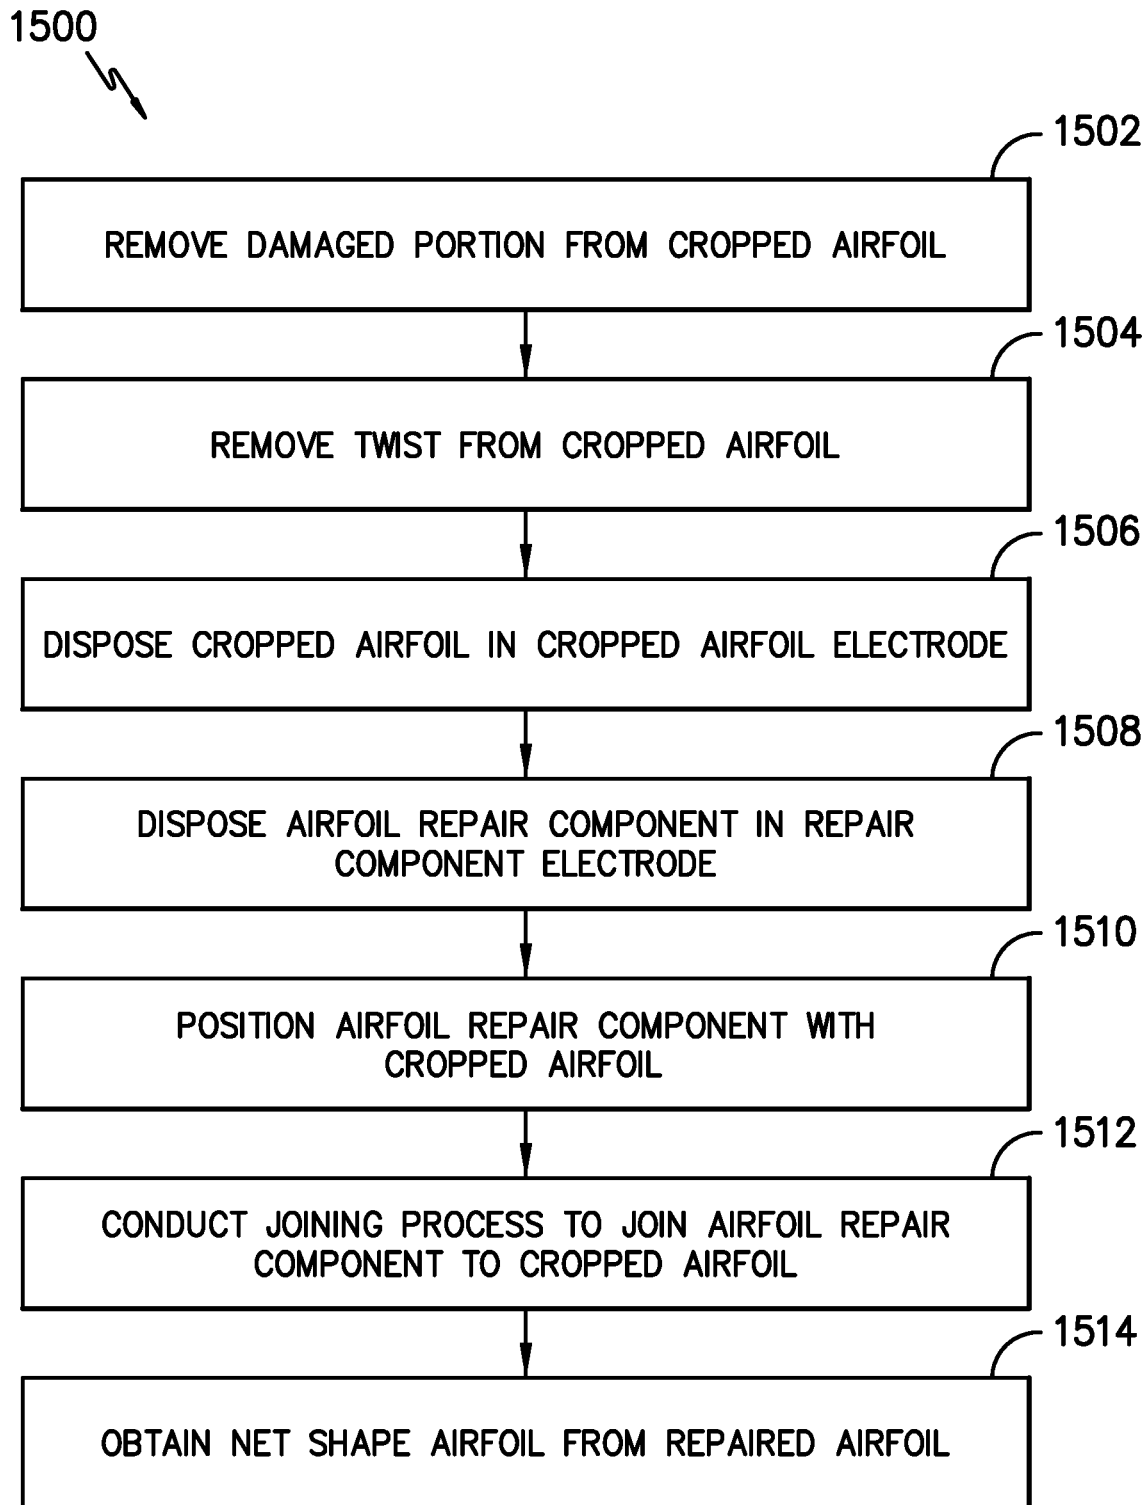 1500
1502
REMOVE DAMAGED PORTION FROM CROPPED AIRFOIL
1504
REMOVE TWIST FROM CROPPED AIRFOIL
1506
DISPOSE CROPPED AIRFOIL IN CROPPED AIRFOIL ELECTRODE
1508
DISPOSE AIRFOIL REPAIR COMPONENT IN REPAIR
COMPONENT ELECTRODE
1510
POSITION AIRFOIL REPAIR COMPONENT WITH
CROPPED AIRFOIL
1512
CONDUCT JOINING PROCESS TO JOIN AIRFOIL REPAIR
COMPONENT TO CROPPED AIRFOIL
1514
OBTAIN NET SHAPE AIRFOIL FROM REPAIRED AIRFOIL